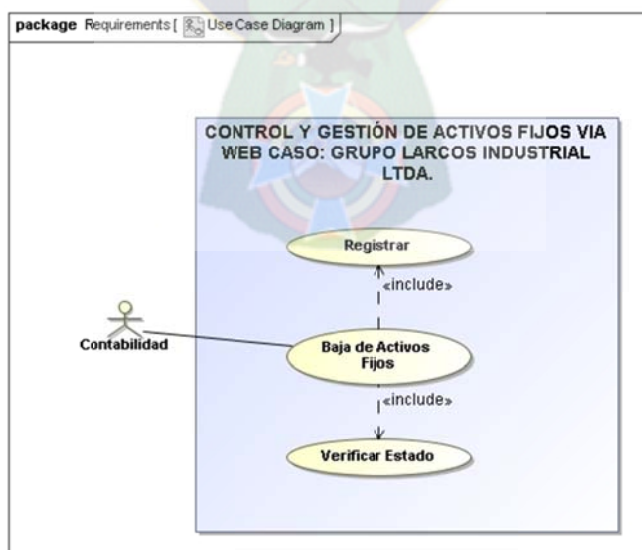 package Requirements [ Use Case Diagram ]
CONTROL Y GESTIÓN DE ACTIVOS FIJOS VIA
WEB CASO: GRUPO LARCOS INDUSTRIAL
LTDA.
Registrar
«include»
Contabilidad
Baja de Activos
Fijos
«include»
Verificar Estado